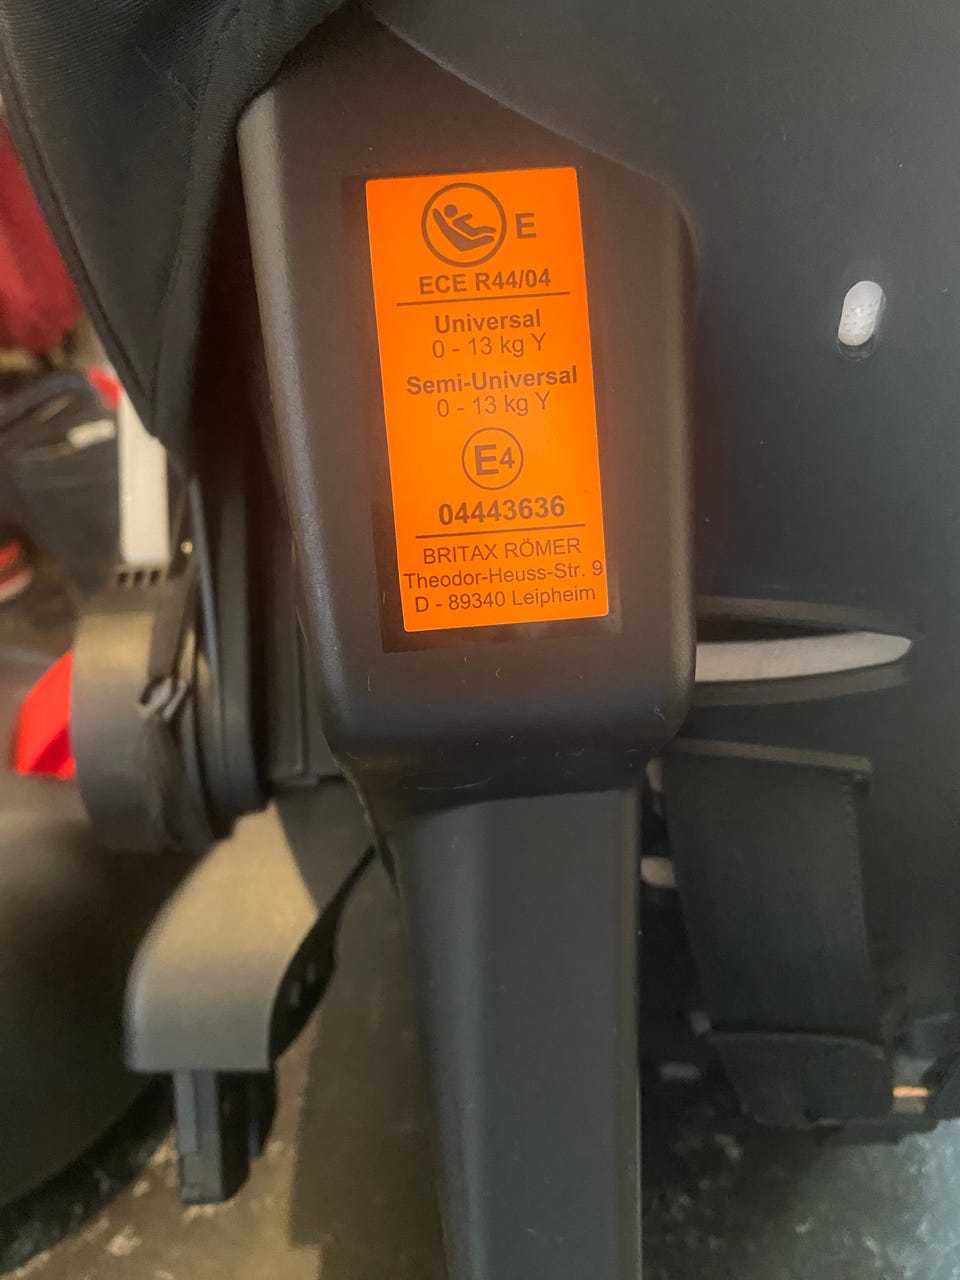 E
ECE R44/04
Universal
0 - 13 kg Y
Semi-Universal
0 - 13 kg Y
E4
04443636
BRITAX RÖMER
Theodor-Heuss-Str. 9
D - 89340 Leipheim